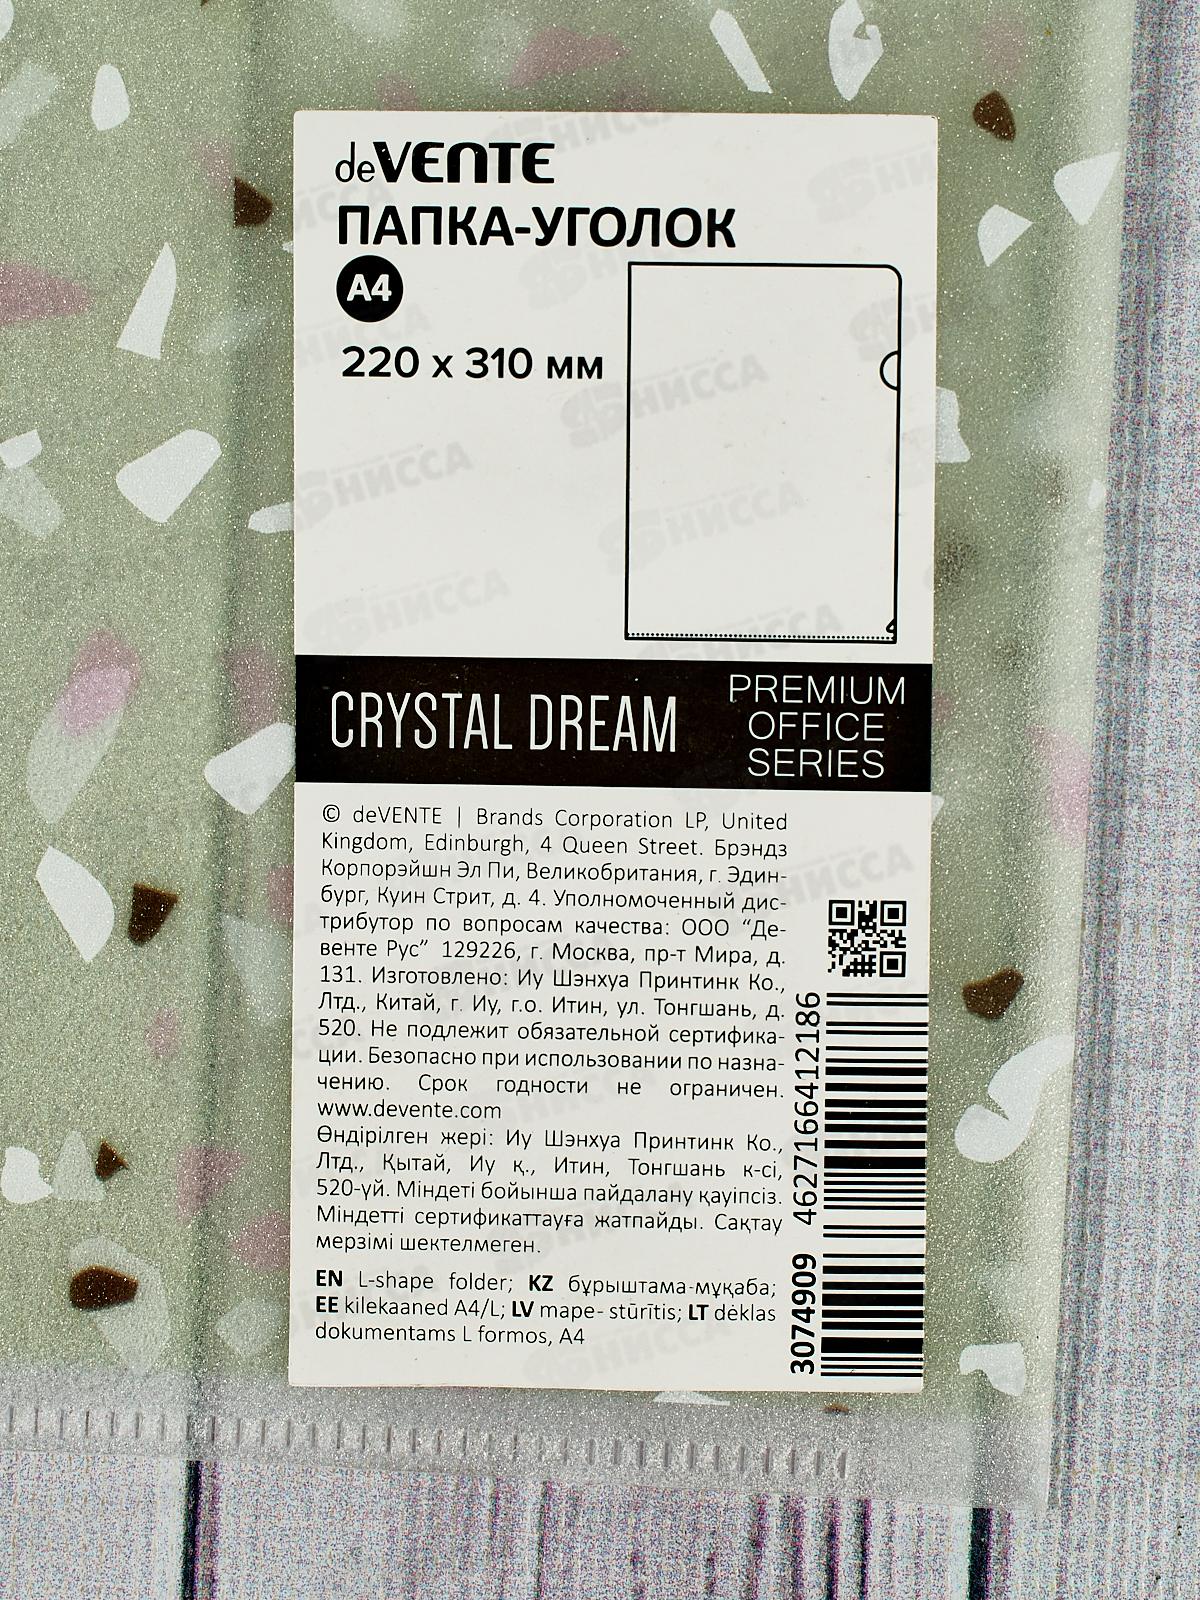 deVENTE
ПАПКА-УГОЛОК
A4
220 x 310 мм
CRYSTAL DREAM
PREMIUM
OFFICE
SERIES
© deVENTE | Brands Corporation LP, United
Kingdom, Edinburgh, 4 Queen Street. Брэндз
Корпорэйшн Эл Пи, Великобритания, г. Эдин-
бург, Куин Стрит, д. 4. Уполномоченный дис-
трибутор по вопросам качества: ООО “Де-
венте Рус” 129226, г. Москва, пр-т Мира, д.
131. Изготовлено: Иу Шэнхуа Принтинк Ко.,
Лтд., Китай, г. Иу, г.о. Итин, ул. Тонгшань, д.
520. Не подлежит обязательной сертифика-
ции. Безопасно при использовании по назна-
чению. Срок годности не ограничен.
www.devente.com
Өндірілген жері: Иу Шэнхуа Принтинк Ко.,
Лтд., Қытай, Иу қ., Итин, Тонгшань к-сі,
520-үй. Міндеті бойынша пайдалану қауіпсіз.
Міндетті сертификаттауға жатпайды. Сақтау
мерзімі шектелмеген.
EN L-shape folder; KZ бұрыштама-мұқаба;
EE kilekaaned A4/L; LV mape- stūrītis; LT dėklas
dokumentams L formos, A4
3074909 4627166412186
ЯБНИССА
ЯБНИССА
ЯБНИССА
ЯБНИССА
ЯБНИССА